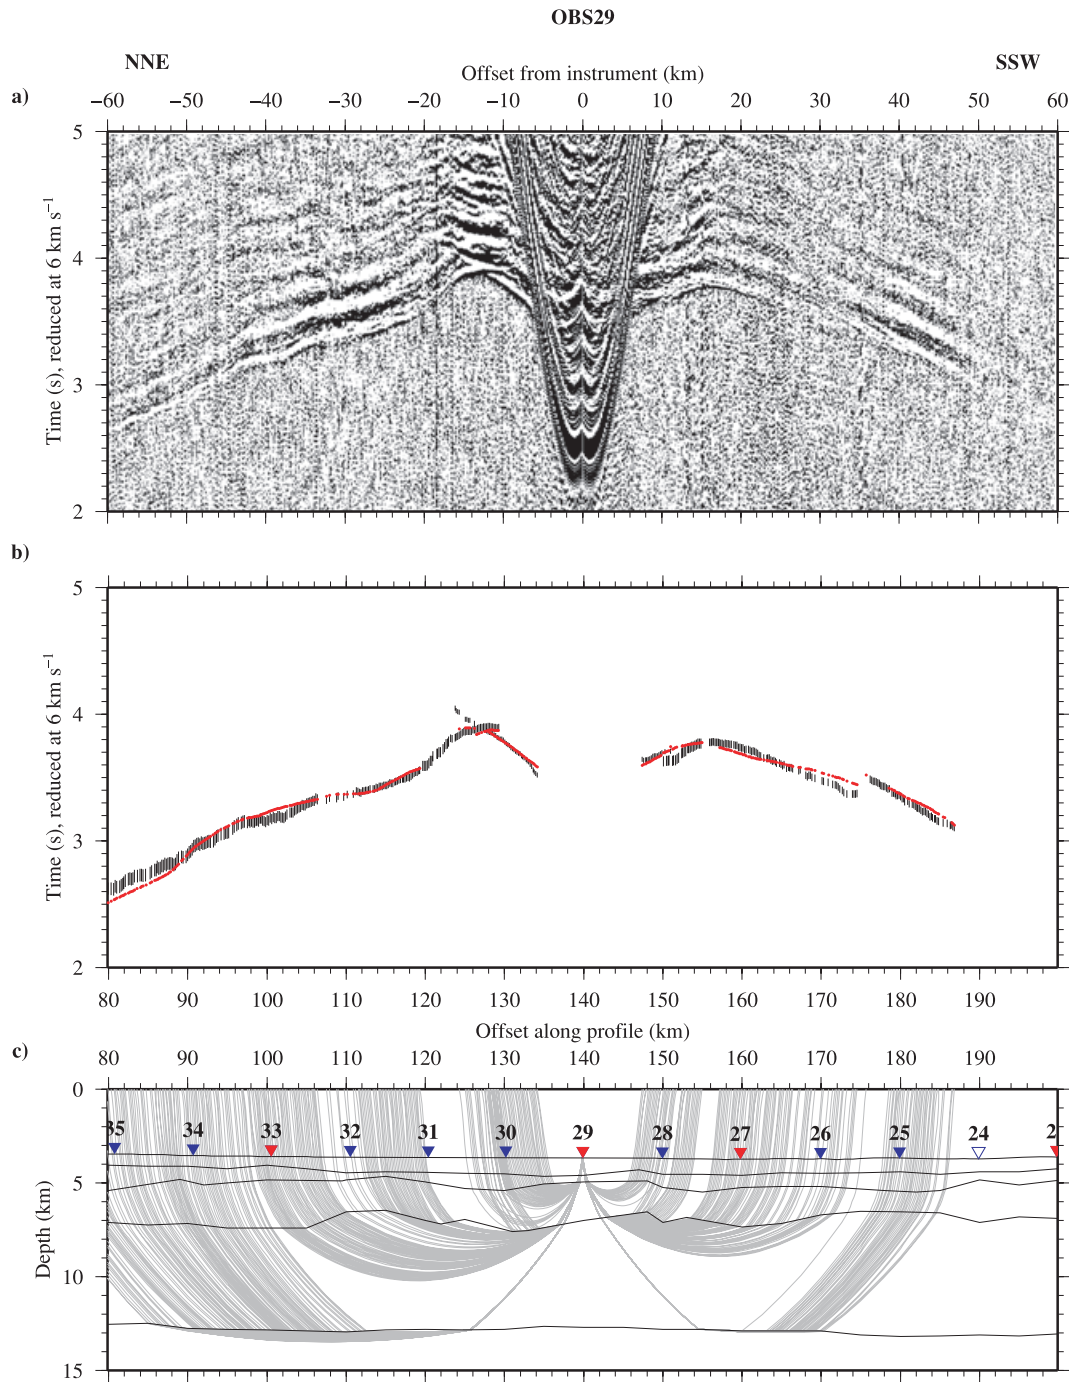 OBS29
NNE SSW
Offset from instrument (km)
a)
−60 −50 −40 −30 −20 −10 0 10 20 30 40 50 60
5
4
3
2
Time (s), reduced at 6 km s⁻¹
b)
5
4
3
2
Time (s), reduced at 6 km s⁻¹
80 90 100 110 120 130 140 150 160 170 180 190
Offset along profile (km)
c)
80 90 100 110 120 130 140 150 160 170 180 190
0
35 34 33 32 31 30 29 28 27 26 25 24 2
5
10
15
Depth (km)